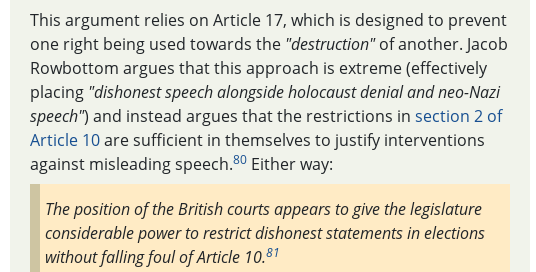 This argument relies on Article 17, which is designed to prevent
one right being used towards the "destruction" of another. Jacob
Rowbottom argues that this approach is extreme (effectively
placing "dishonest speech alongside holocaust denial and neo-Nazi
speech") and instead argues that the restrictions in section 2 of
Article 10 are sufficient in themselves to justify interventions
against misleading speech.80 Either way:
The position of the British courts appears to give the legislature
considerable power to restrict dishonest statements in elections
without falling foul of Article 10.81